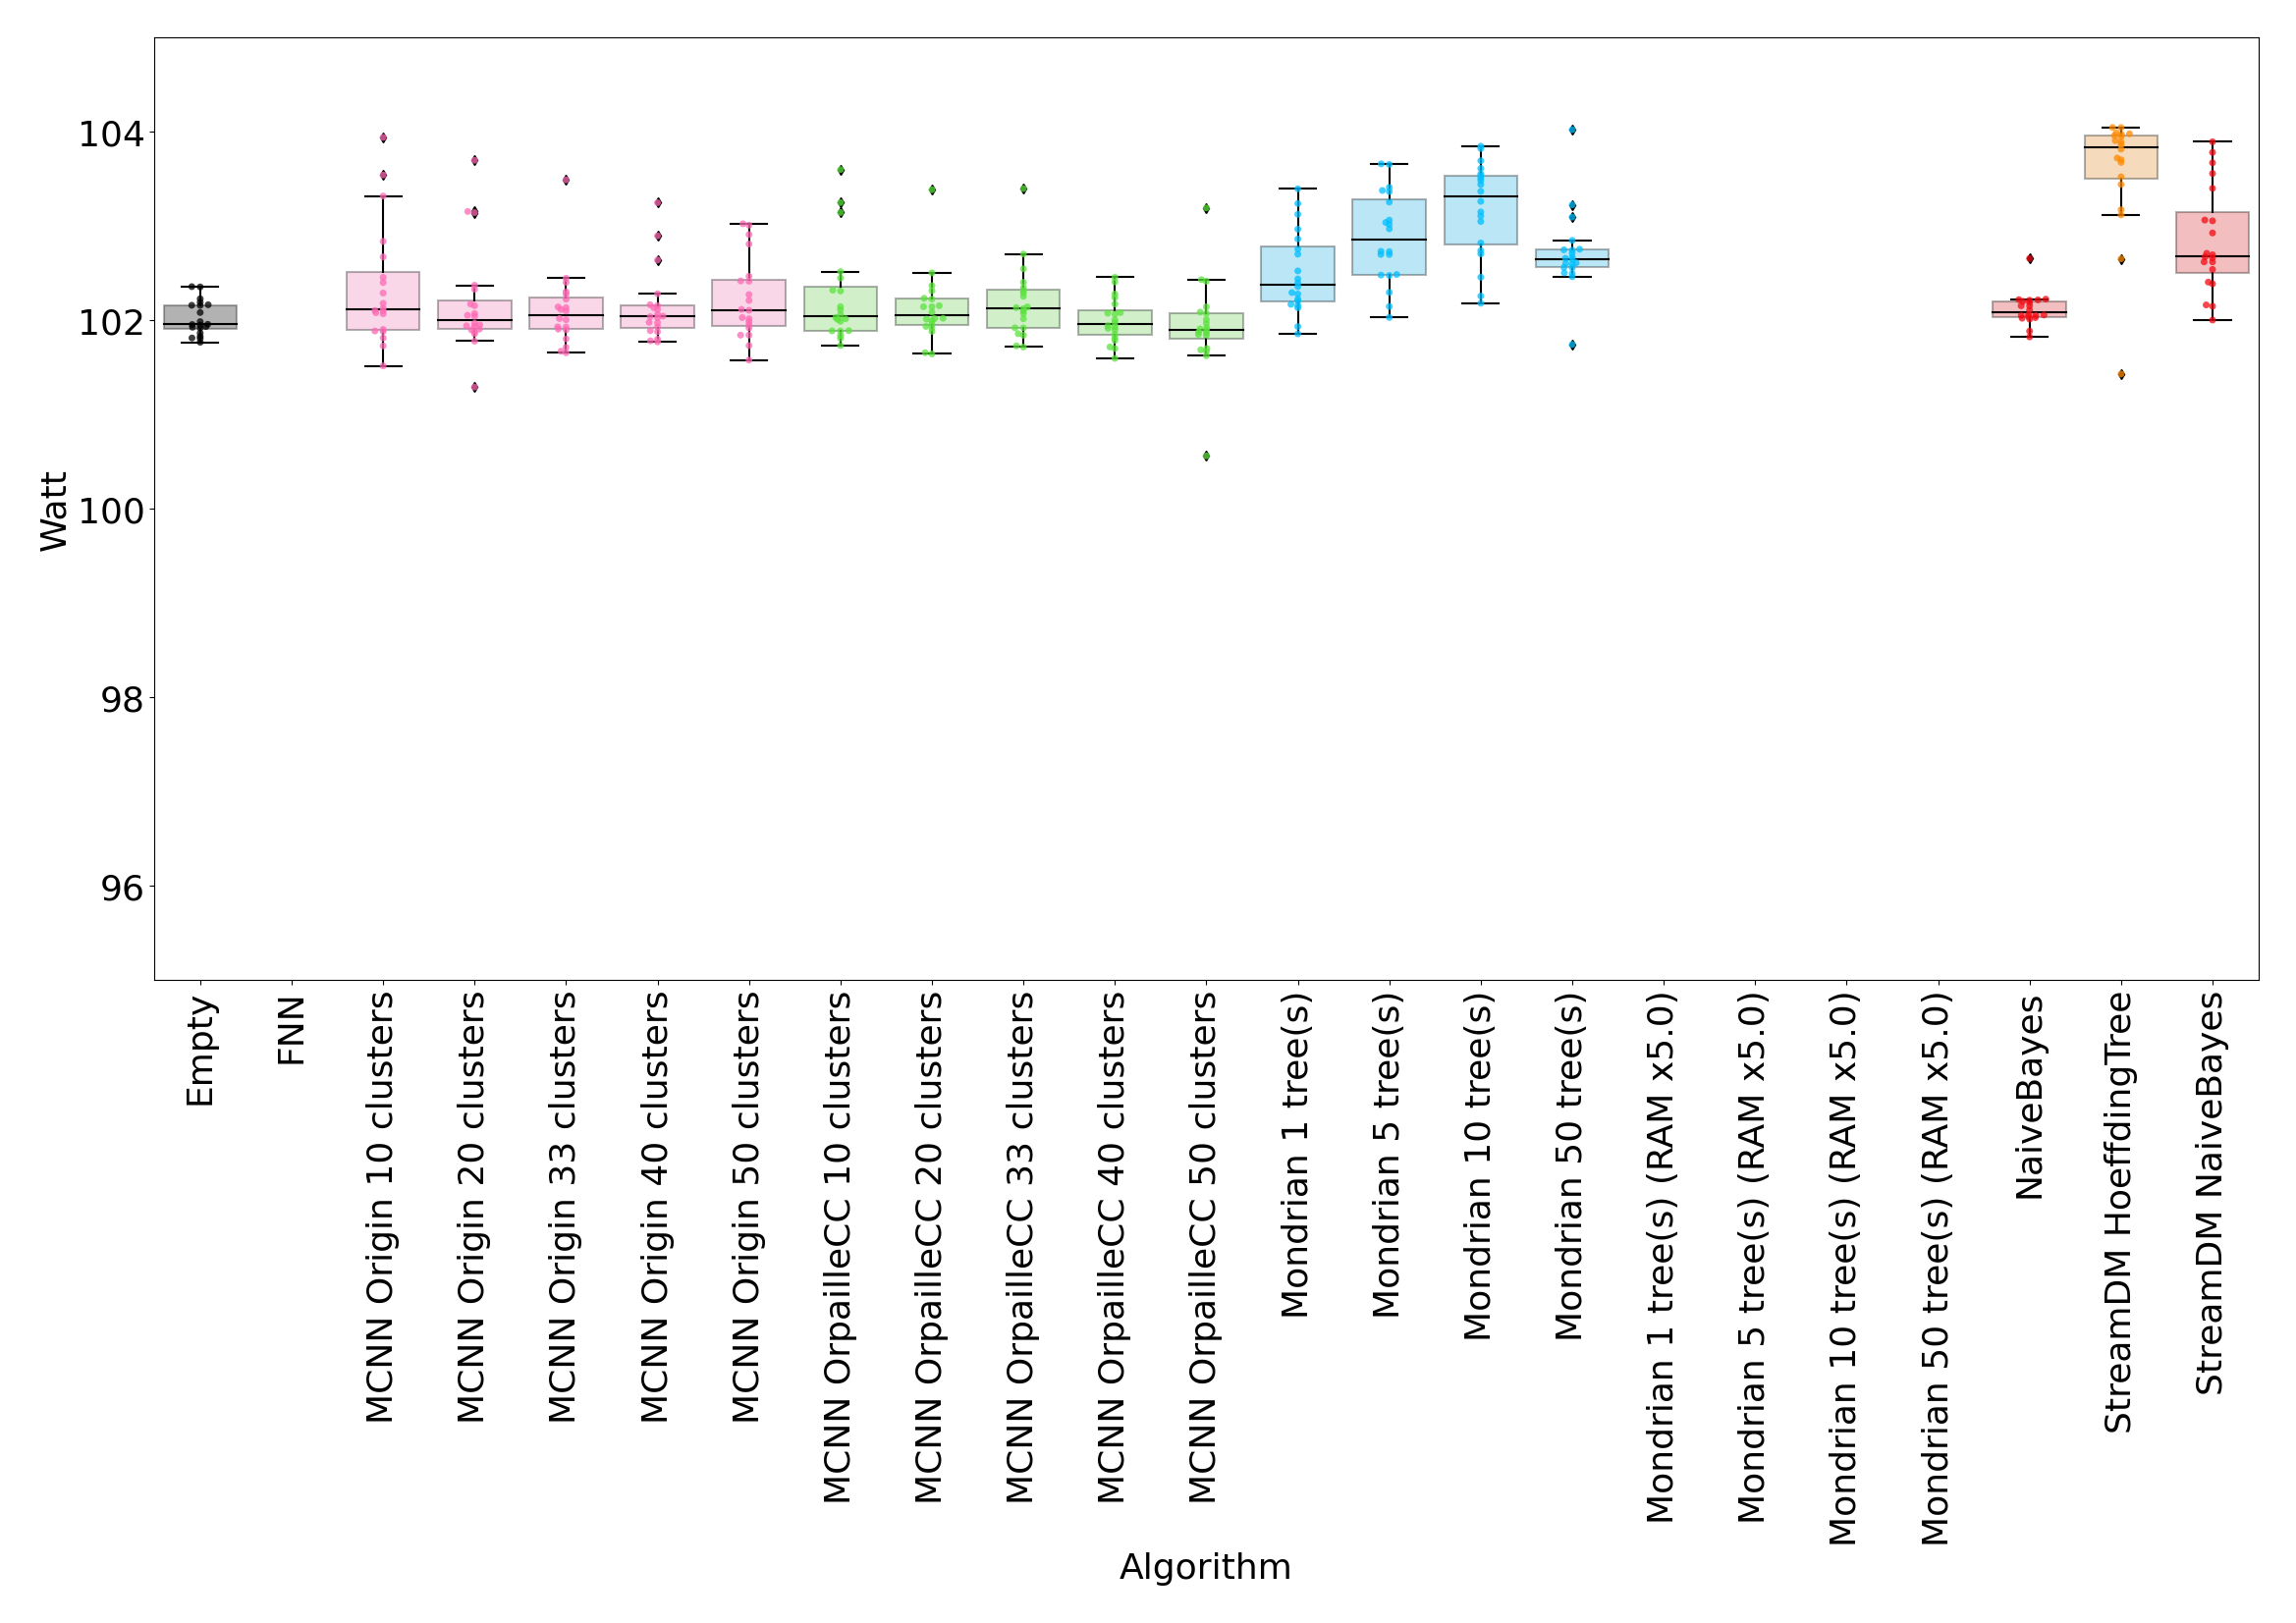 Watt
104
102
100
98
96
Empty
FNN
MCNN Origin 10 clusters
MCNN Origin 20 clusters
MCNN Origin 33 clusters
MCNN Origin 40 clusters
MCNN Origin 50 clusters
MCNN OrpailleCC 10 clusters
MCNN OrpailleCC 20 clusters
MCNN OrpailleCC 33 clusters
MCNN OrpailleCC 40 clusters
MCNN OrpailleCC 50 clusters
Mondrian 1 tree(s)
Mondrian 5 tree(s)
Mondrian 10 tree(s)
Mondrian 50 tree(s)
Mondrian 1 tree(s) (RAM x5.0)
Mondrian 5 tree(s) (RAM x5.0)
Mondrian 10 tree(s) (RAM x5.0)
Mondrian 50 tree(s) (RAM x5.0)
NaiveBayes
StreamDM HoeffdingTree
StreamDM NaiveBayes
Algorithm